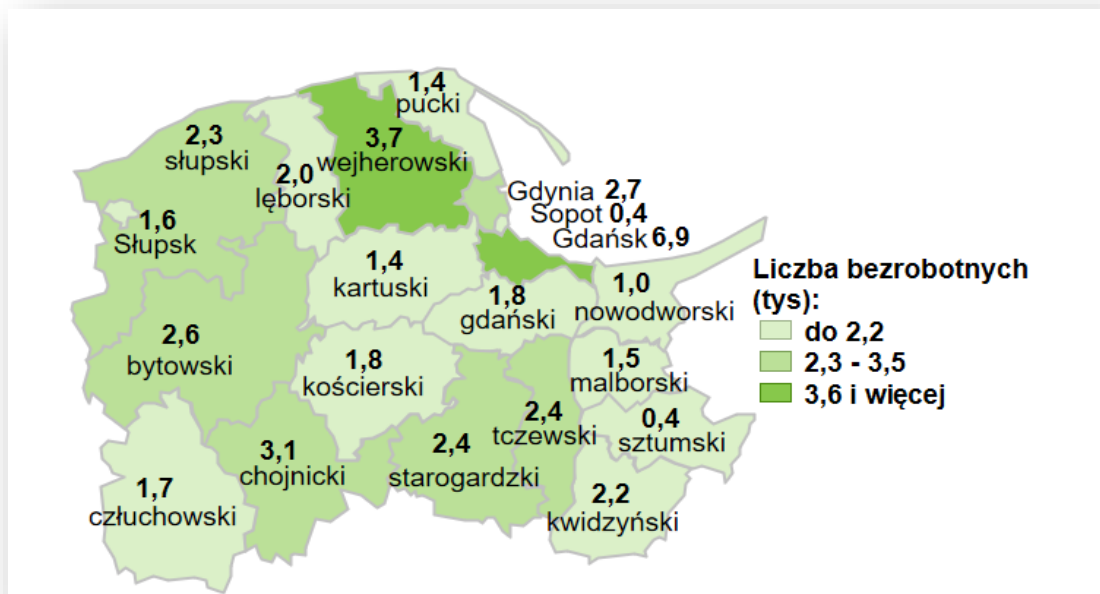 1,4
pucki
2,3
słupski
3,7
wejherowski
2,0
lęborski
Gdynia 2,7
Sopot 0,4
Gdańsk 6,9
1,6
Słupsk
1,4
kartuski
1,8
gdański
1,0
nowodworski
2,6
bytowski
1,8
kościerski
1,5
malborski
2,4
tczewski
0,4
sztumski
3,1
chojnicki
2,4
starogardzki
1,7
człuchowski
2,2
kwidzyński
Liczba bezrobotnych
(tys):
do 2,2
2,3 - 3,5
3,6 i więcej